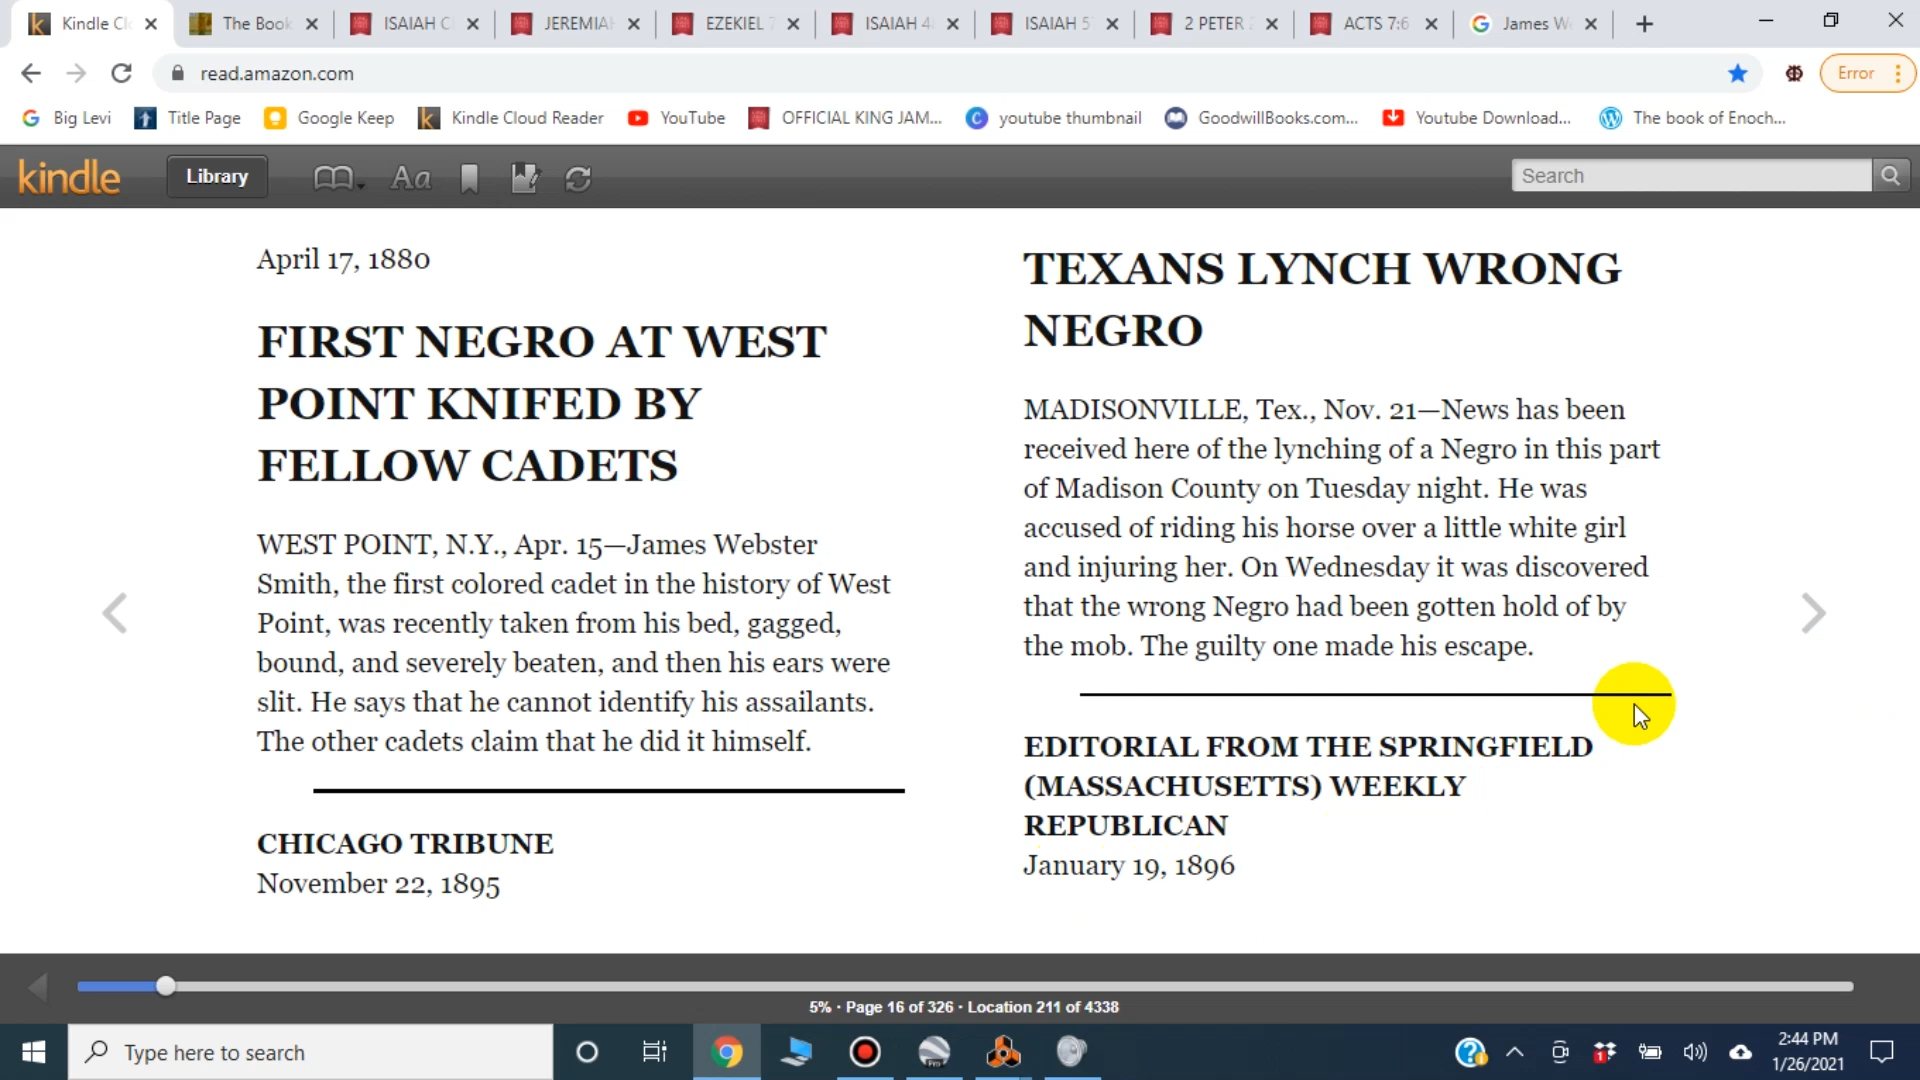 Kindle Cl
The Book
ISAIAH C
JEREMIAH
EZEKIEL 7
ISAIAH 4
ISAIAH 5
2 PETER 2
ACTS 7:6
James W
read.amazon.com
Error
Big Levi
Title Page
Google Keep
Kindle Cloud Reader
YouTube
OFFICIAL KING JAM...
youtube thumbnail
GoodwillBooks.com...
Youtube Download...
The book of Enoch...
kindle
Library
Aa
Search
April 17, 1880
FIRST NEGRO AT WEST
POINT KNIFED BY
FELLOW CADETS
WEST POINT, N.Y., Apr. 15—James Webster
Smith, the first colored cadet in the history of West
Point, was recently taken from his bed, gagged,
bound, and severely beaten, and then his ears were
slit. He says that he cannot identify his assailants.
The other cadets claim that he did it himself.
CHICAGO TRIBUNE
November 22, 1895
TEXANS LYNCH WRONG
NEGRO
MADISONVILLE, Tex., Nov. 21—News has been
received here of the lynching of a Negro in this part
of Madison County on Tuesday night. He was
accused of riding his horse over a little white girl
and injuring her. On Wednesday it was discovered
that the wrong Negro had been gotten hold of by
the mob. The guilty one made his escape.
EDITORIAL FROM THE SPRINGFIELD
(MASSACHUSETTS) WEEKLY
REPUBLICAN
January 19, 1896
5% · Page 16 of 326 · Location 211 of 4338
Type here to search
2:44 PM
1/26/2021